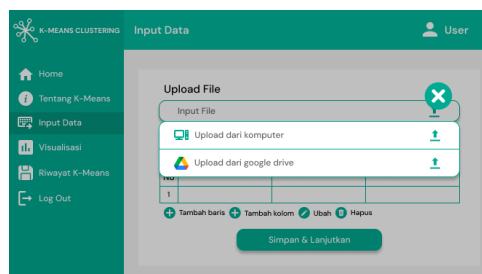 K-MEANS CLUSTERING
Input Data
User
Home
Tentang K-Means
Input Data
Visualisasi
Riwayat K-Means
Log Out
Upload File
Input File
Upload dari komputer
Upload dari google drive
No
1
Tambah baris Tambah kolom Ubah Hapus
Simpan & Lanjutkan